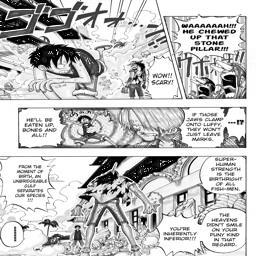 WAAAAAAH!!!
HE CHEWED
UP THAT
STONE
PILLAR!!!
WOW!!
SCARY!
---!?
IF THOSE
JAWS CLAMP
ONTO LUFFY,
THEY WON'T
JUST LEAVE
MARKS.
HE'LL BE
EATEN UP,
BONES AND
ALL!!
SUPER-
HUMAN
STRENGTH
IS THE
BIRTHRIGHT
OF ALL
FISH-MEN.
THE
HEAVENS
DIDN'T SMILE
ON YOUR
PUNY KIND
IN THAT
REGARD.
FROM THE
MOMENT OF
BIRTH, AN
UNBRIDGEABLE
GULF
SEPARATES
OUR SPECIES
!!!
YOU'RE
INHERENTLY
INFERIOR!!!